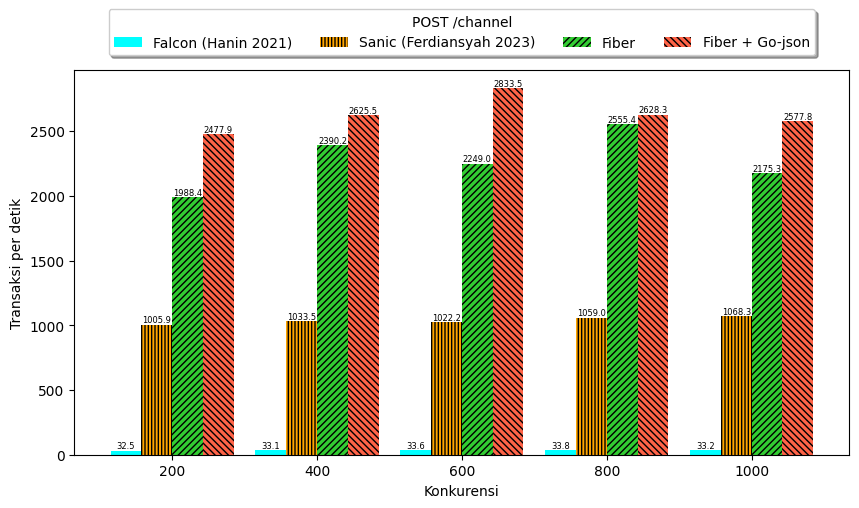 POST /channel
Falcon (Hanin 2021) Sanic (Ferdiansyah 2023) Fiber Fiber + Go-json
Transaksi per detik
2500
2000
1500
1000
500
0
32.5 1005.9 1988.4 2477.9
33.1 1033.5 2390.2 2625.5
33.6 1022.2 2249.0 2833.5
33.8 1059.0 2555.4 2628.3
33.2 1068.3 2175.3 2577.8
200 400 600 800 1000
Konkurensi